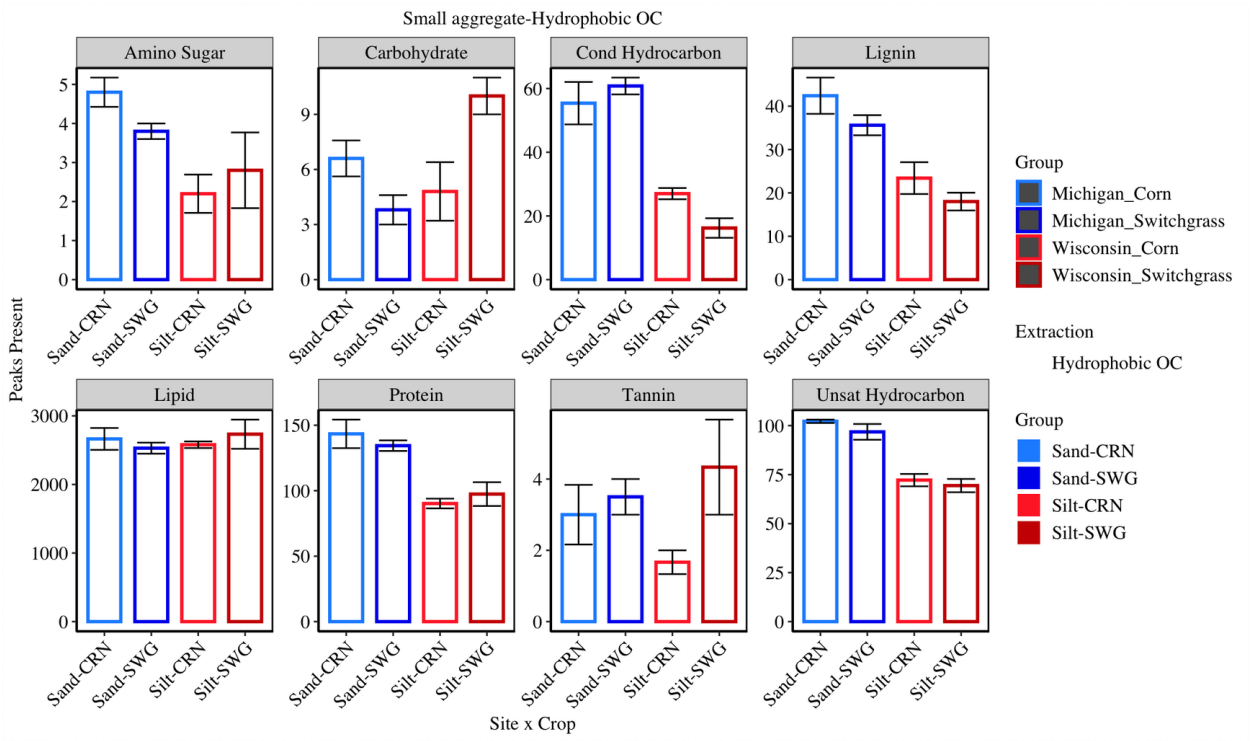 Small aggregate-Hydrophobic OC
Amino Sugar
Carbohydrate
Cond Hydrocarbon
Lignin
5
4
3
2
1
0
9
6
3
0
60
40
20
0
40
30
20
10
0
Sand-CRN
Sand-SWG
Silt-CRN
Silt-SWG
Sand-CRN
Sand-SWG
Silt-CRN
Silt-SWG
Sand-CRN
Sand-SWG
Silt-CRN
Silt-SWG
Sand-CRN
Sand-SWG
Silt-CRN
Silt-SWG
Peaks Present
Lipid
Protein
Tannin
Unsat Hydrocarbon
3000
2000
1000
0
150
100
50
0
4
2
0
100
75
50
25
0
Sand-CRN
Sand-SWG
Silt-CRN
Silt-SWG
Sand-CRN
Sand-SWG
Silt-CRN
Silt-SWG
Sand-CRN
Sand-SWG
Silt-CRN
Silt-SWG
Sand-CRN
Sand-SWG
Silt-CRN
Silt-SWG
Site x Crop
Group
Michigan_Corn
Michigan_Switchgrass
Wisconsin_Corn
Wisconsin_Switchgrass
Extraction
Hydrophobic OC
Group
Sand-CRN
Sand-SWG
Silt-CRN
Silt-SWG